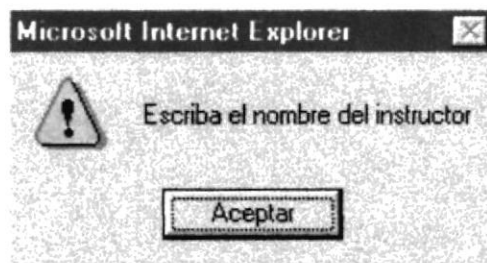 Microsoft Internet Explorer
Escriba el nombre del instructor
Aceptar